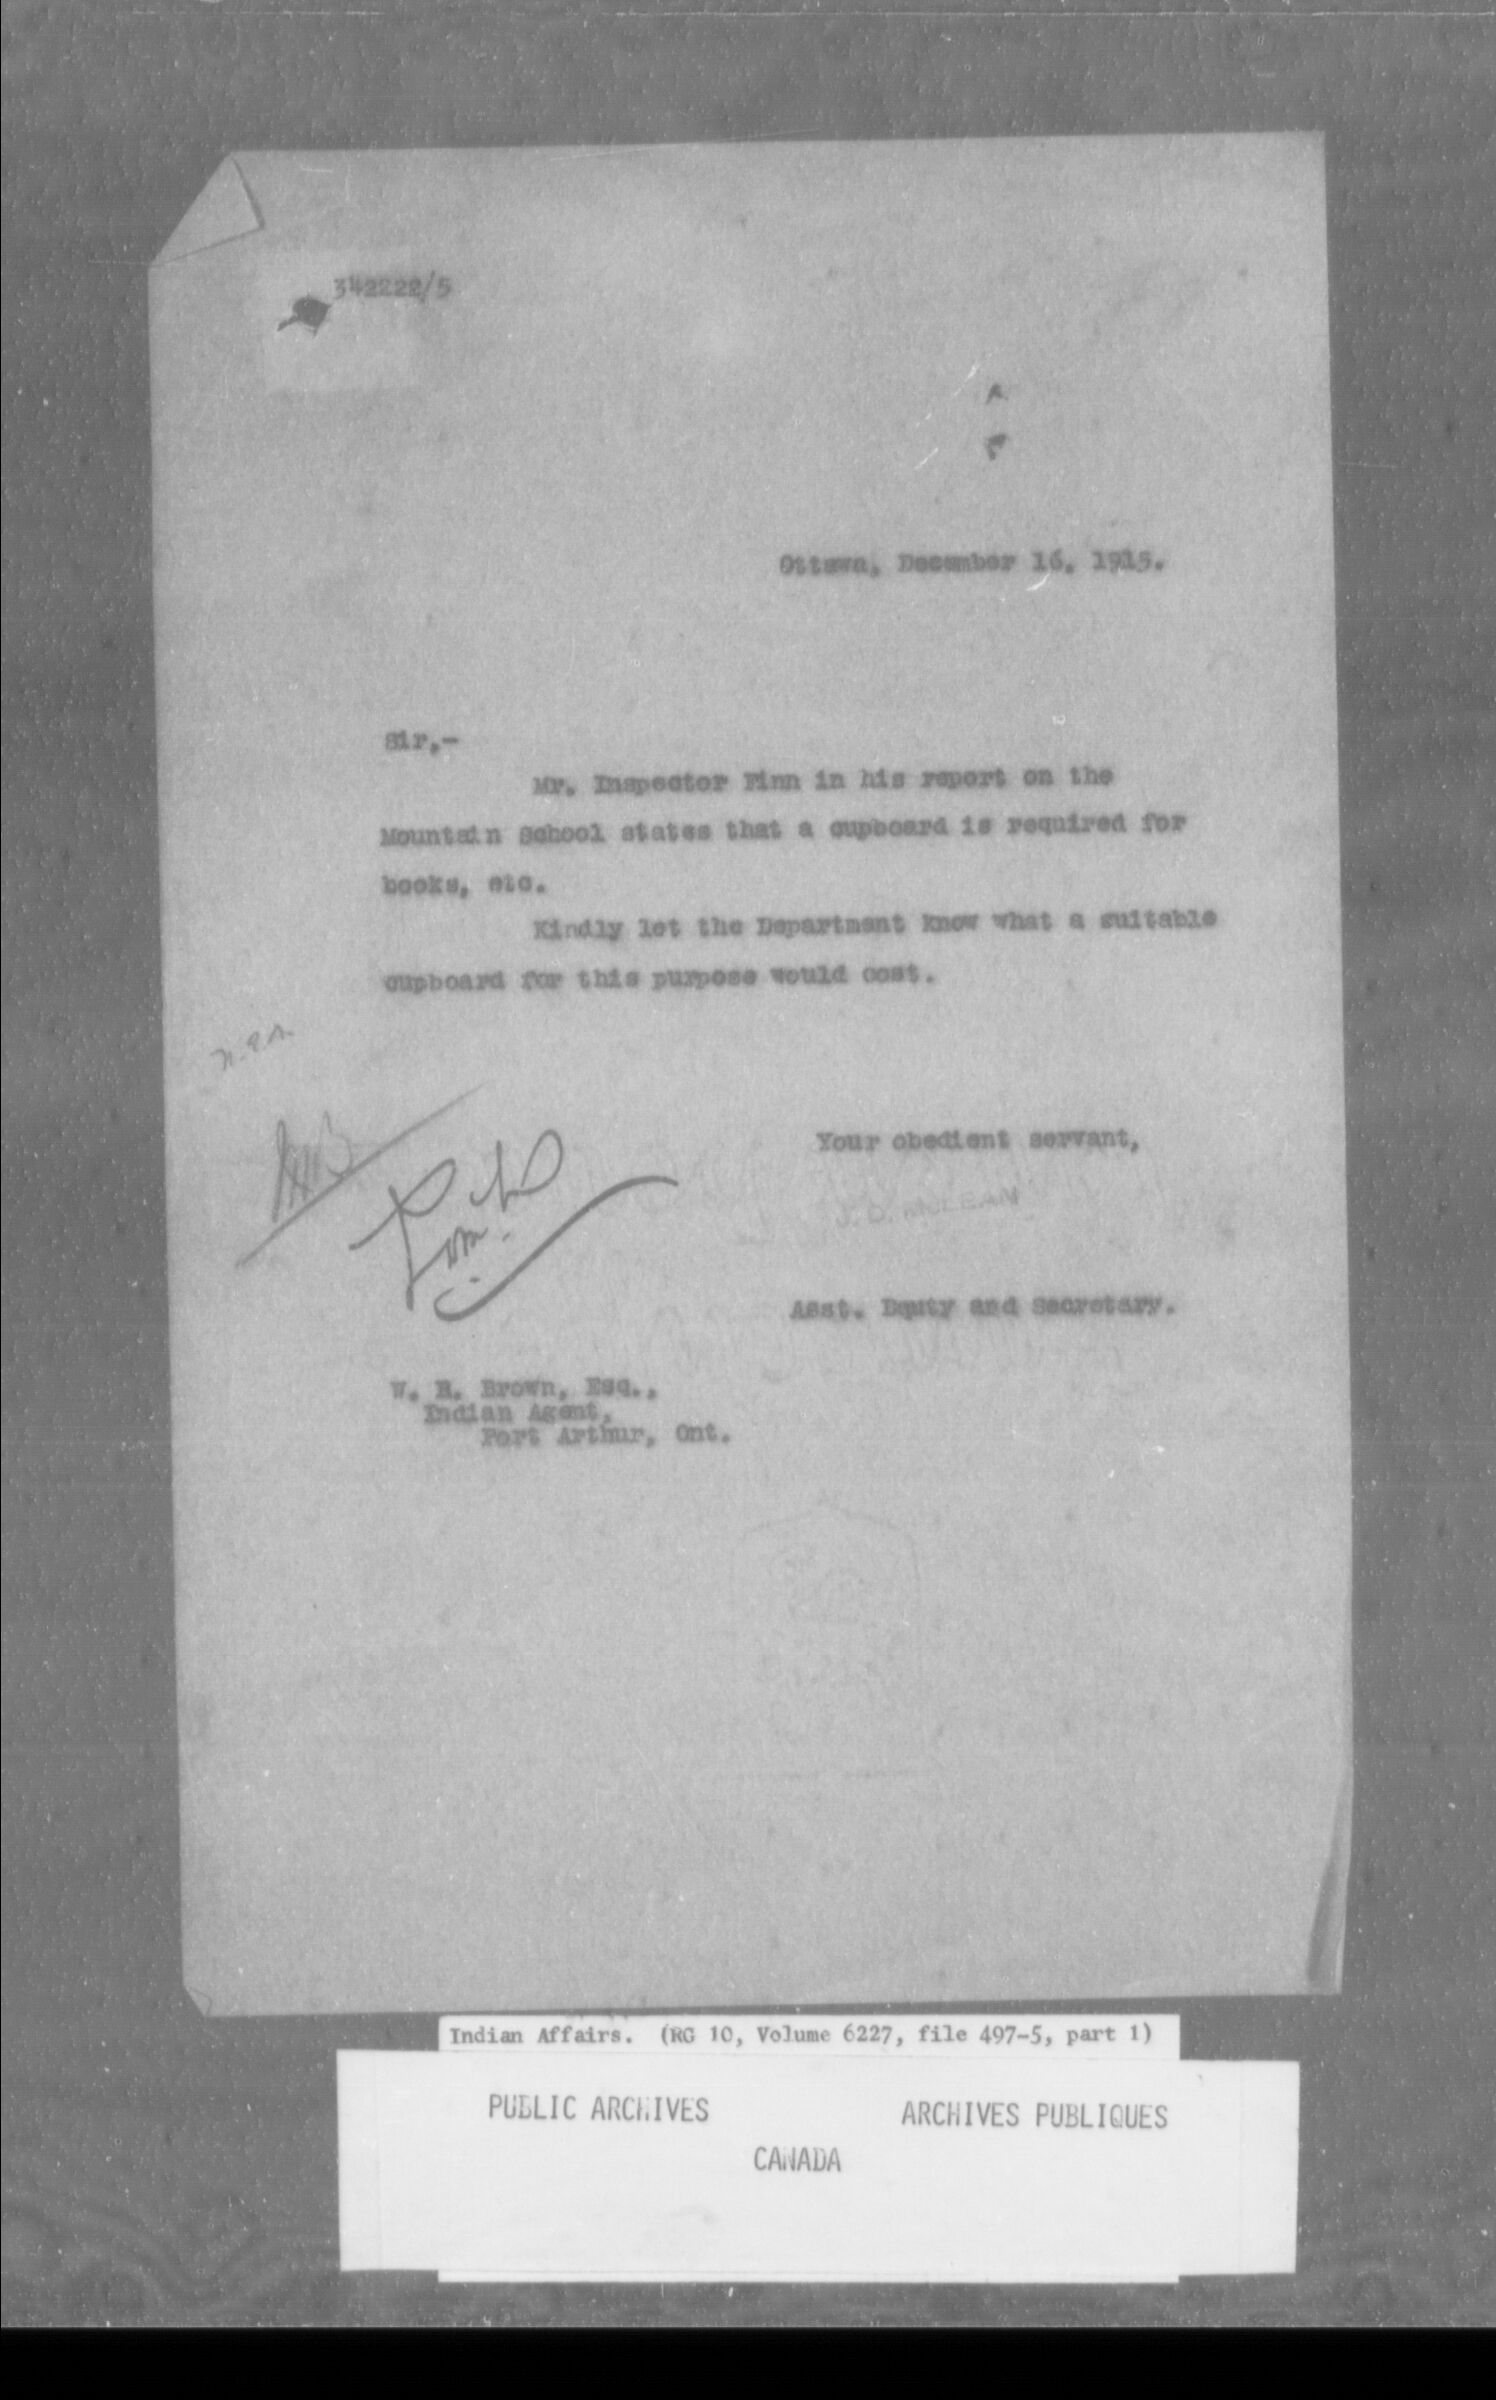 342222/5
Ottawa, December 16, 1915.
Sir,-
Mr. Inspector Finn in his report on the
Mountain School states that a cupboard is required for
books, etc.
Kindly let the Department know what a suitable
cupboard for this purpose would cost.
Your obedient servant,
J. D. McLEAN
Asst. Dputy and Secretary.
W. R. Brown, Esq.,
Indian Agent,
Port Arthur, Ont.
Indian Affairs. (RG 10, Volume 6227, file 497-5, part 1)
PUBLIC ARCHIVES
ARCHIVES PUBLIQUES
CANADA